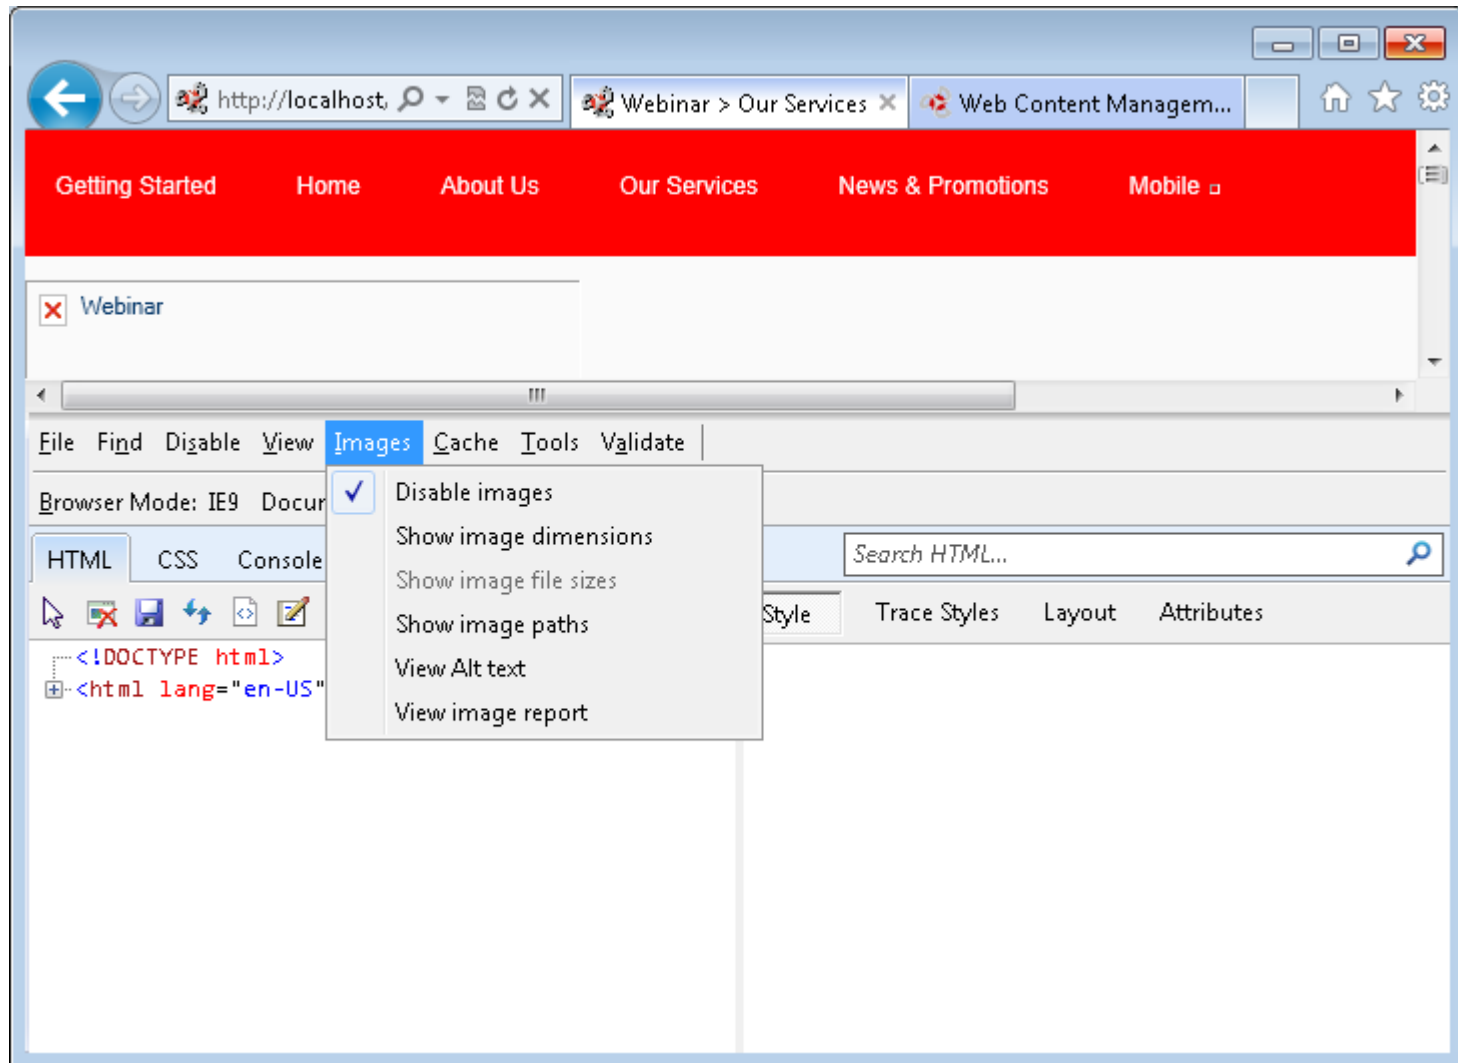 http://localhost,
Webinar > Our Services
Web Content Managem...
Getting Started Home About Us Our Services News & Promotions Mobile
Webinar
File Find Disable View Images Cache Tools Validate
Browser Mode: IE9 Docur
Disable images
Show image dimensions
Show image file sizes
Show image paths
View Alt text
View image report
HTML CSS Console
Search HTML...
Style Trace Styles Layout Attributes
<!DOCTYPE html>
<html lang="en-US"